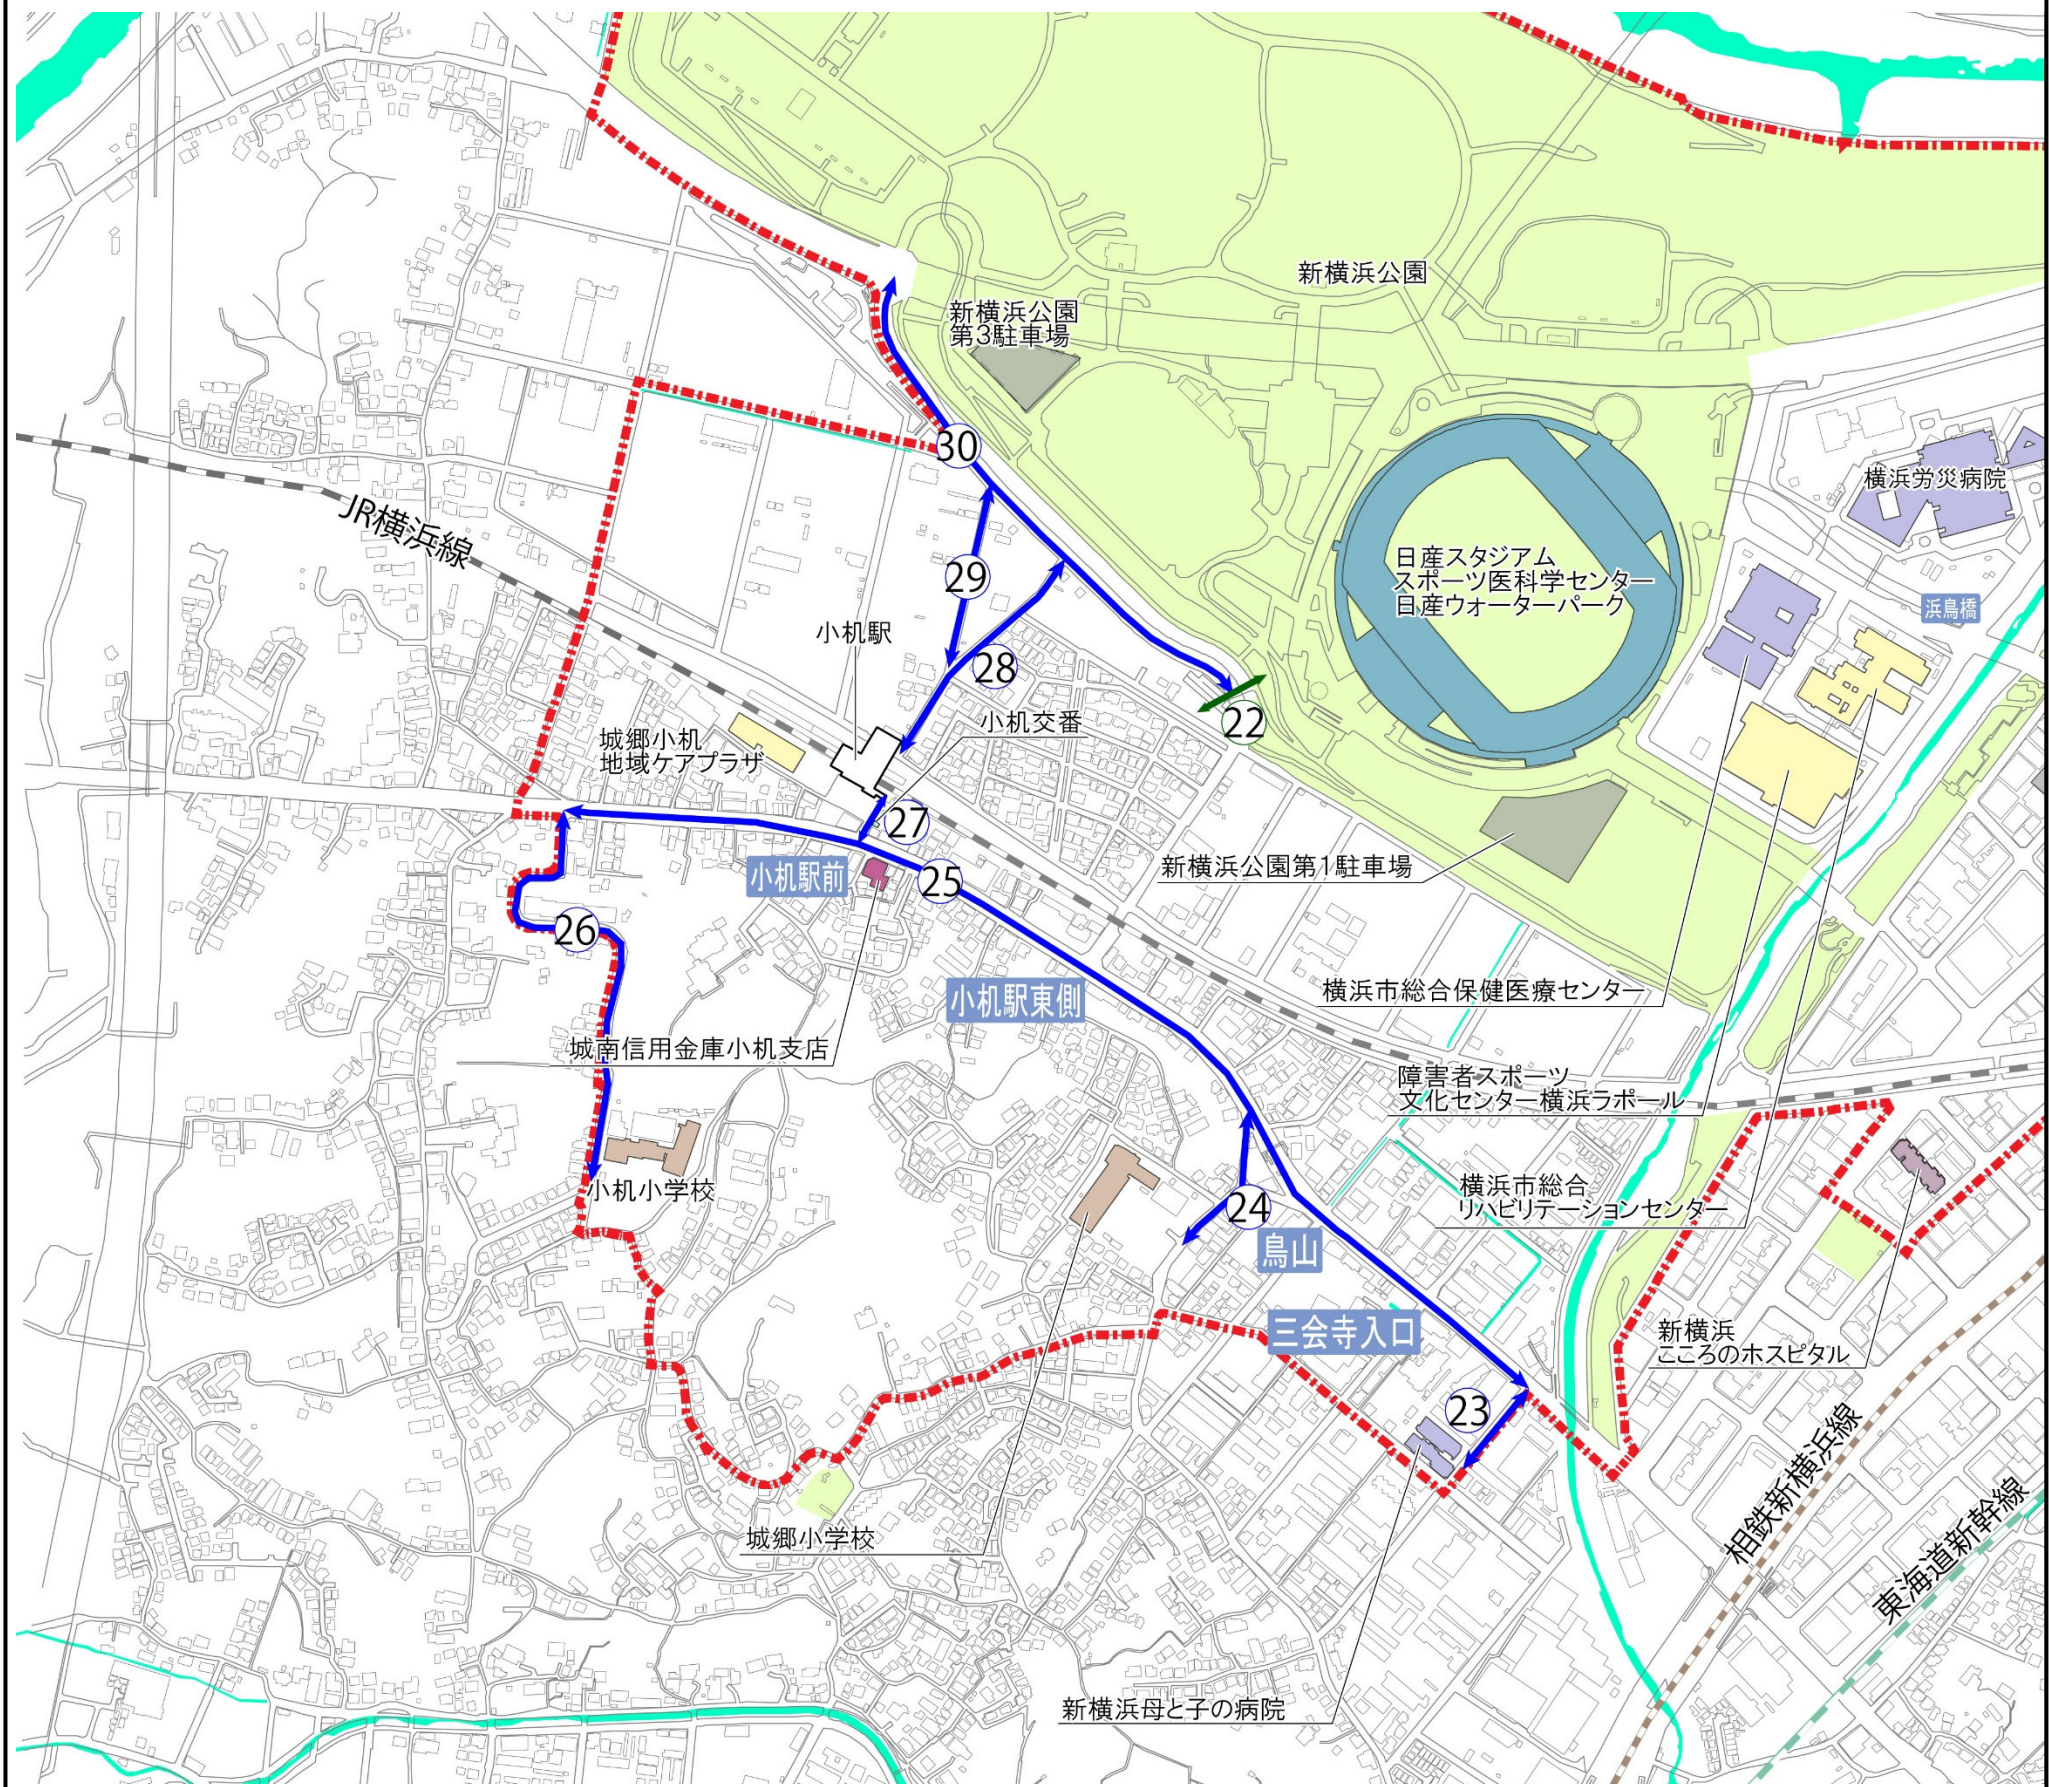 新横浜公園
新横浜公園
第3駐車場
30
横浜労災病院
JR横浜線
日産スタジアム
スポーツ医科学センター
日産ウォーターパーク
29
浜鳥橋
小机駅
28
小机交番
22
城郷小机
地域ケアプラザ
27
新横浜公園第1駐車場
小机駅前
25
26
横浜市総合保健医療センター
小机駅東側
城南信用金庫小机支店
障害者スポーツ
文化センター横浜ラポール
小机小学校
横浜市総合
リハビリテーションセンター
24
鳥山
三会寺入口
新横浜
こころのホスピタル
23
相鉄新横浜線
東海道新幹線
城郷小学校
新横浜母と子の病院